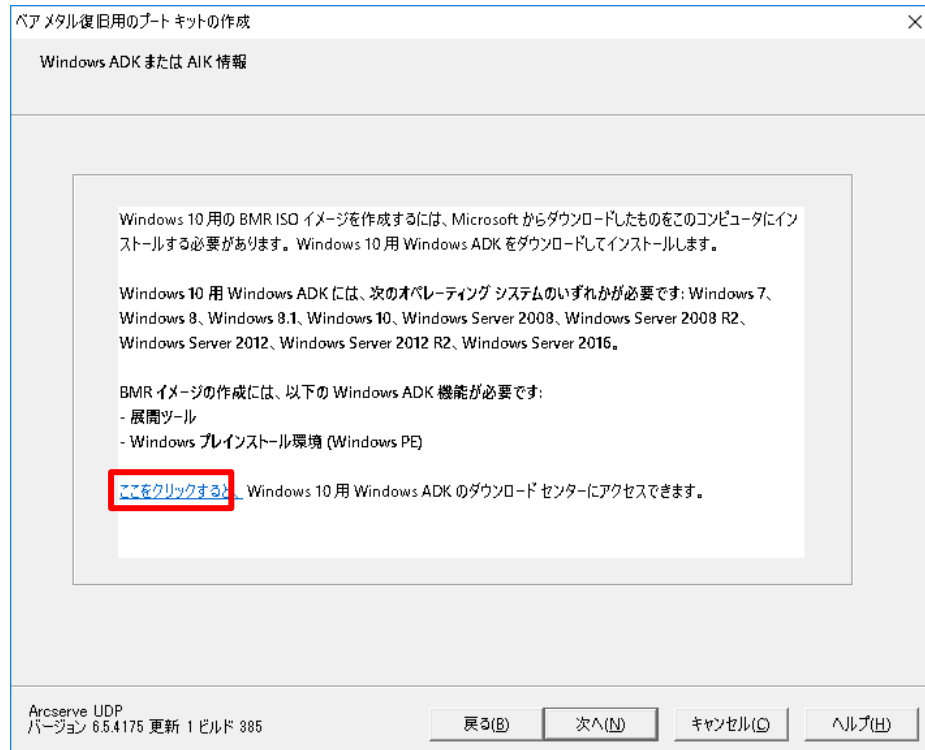 ベア メタル復旧用のブート キットの作成
Windows ADK または AIK 情報
Windows 10 用の BMR ISO イメージを作成するには、Microsoft からダウンロードしたものをこのコンピュータにイン
ストールする必要があります。Windows 10 用 Windows ADK をダウンロードしてインストールします。
Windows 10 用 Windows ADK には、次のオペレーティング システムのいずれかが必要です: Windows 7、
Windows 8、Windows 8.1、Windows 10、Windows Server 2008、Windows Server 2008 R2、
Windows Server 2012、Windows Server 2012 R2、Windows Server 2016。
BMR イメージの作成には、以下の Windows ADK 機能が必要です:
- 展開ツール
- Windows プレインストール環境 (Windows PE)
ここをクリックすると、Windows 10 用 Windows ADK のダウンロード センターにアクセスできます。
Arcserve UDP
バージョン 6.5.4175 更新 1 ビルド 385
戻る(B) 次へ(N) キャンセル(C) ヘルプ(H)